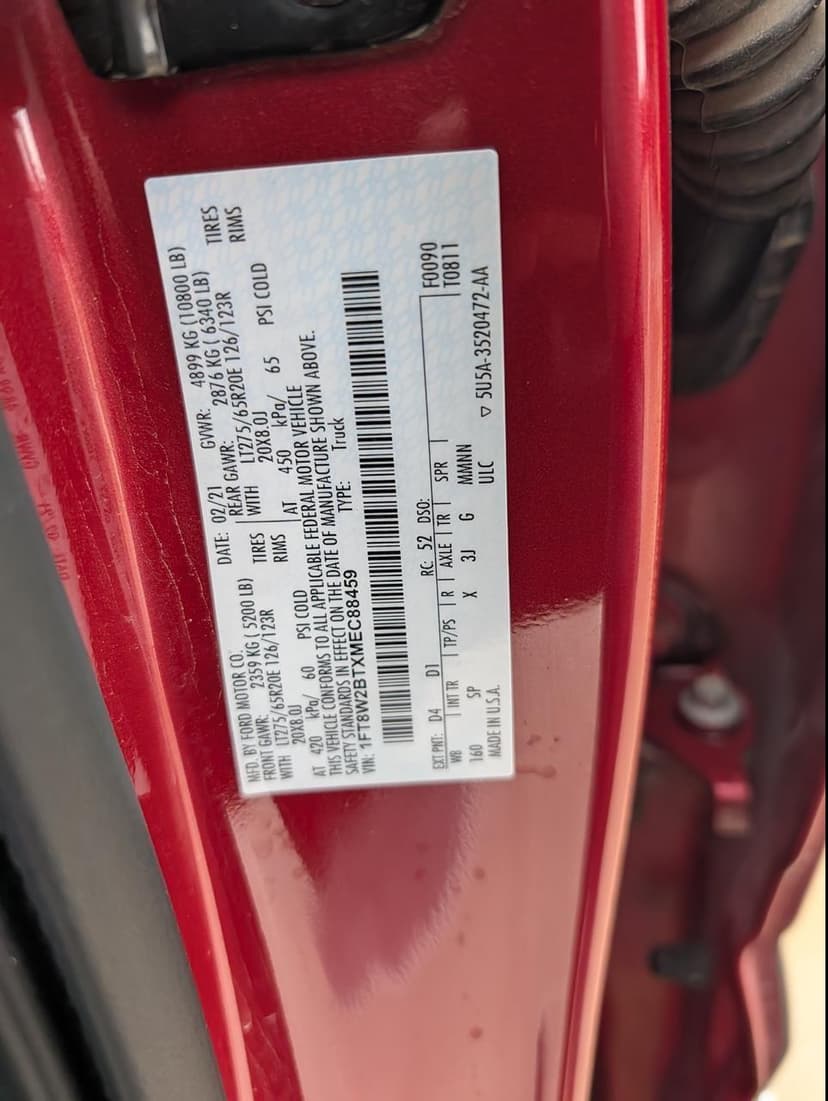 MFD. BY FORD MOTOR CO. DATE: 02/21 GVWR: 4899 KG (10800 LB)
FRONT GAWR: 2359 KG ( 5200 LB) REAR GAWR: 2876 KG ( 6340 LB)
WITH LT275/65R20E 126/123R TIRES WITH LT275/65R20E 126/123R TIRES
20X8.0J RIMS 20X8.0J RIMS
AT 420 kPa/ 60 PSI COLD AT 450 kPa/ 65 PSI COLD
THIS VEHICLE CONFORMS TO ALL APPLICABLE FEDERAL MOTOR VEHICLE
SAFETY STANDARDS IN EFFECT ON THE DATE OF MANUFACTURE SHOWN ABOVE.
VIN: 1FT8W2BTXMEC88459 TYPE: Truck
EXT PNT: D4 D1 RC: 52 DSO: F0090
WB INT TR TP/PS R AXLE TR SPR T0811
160 SP X 3J G MMNNN
MADE IN U.S.A. ULC ▽ 5U5A-3520472-AA